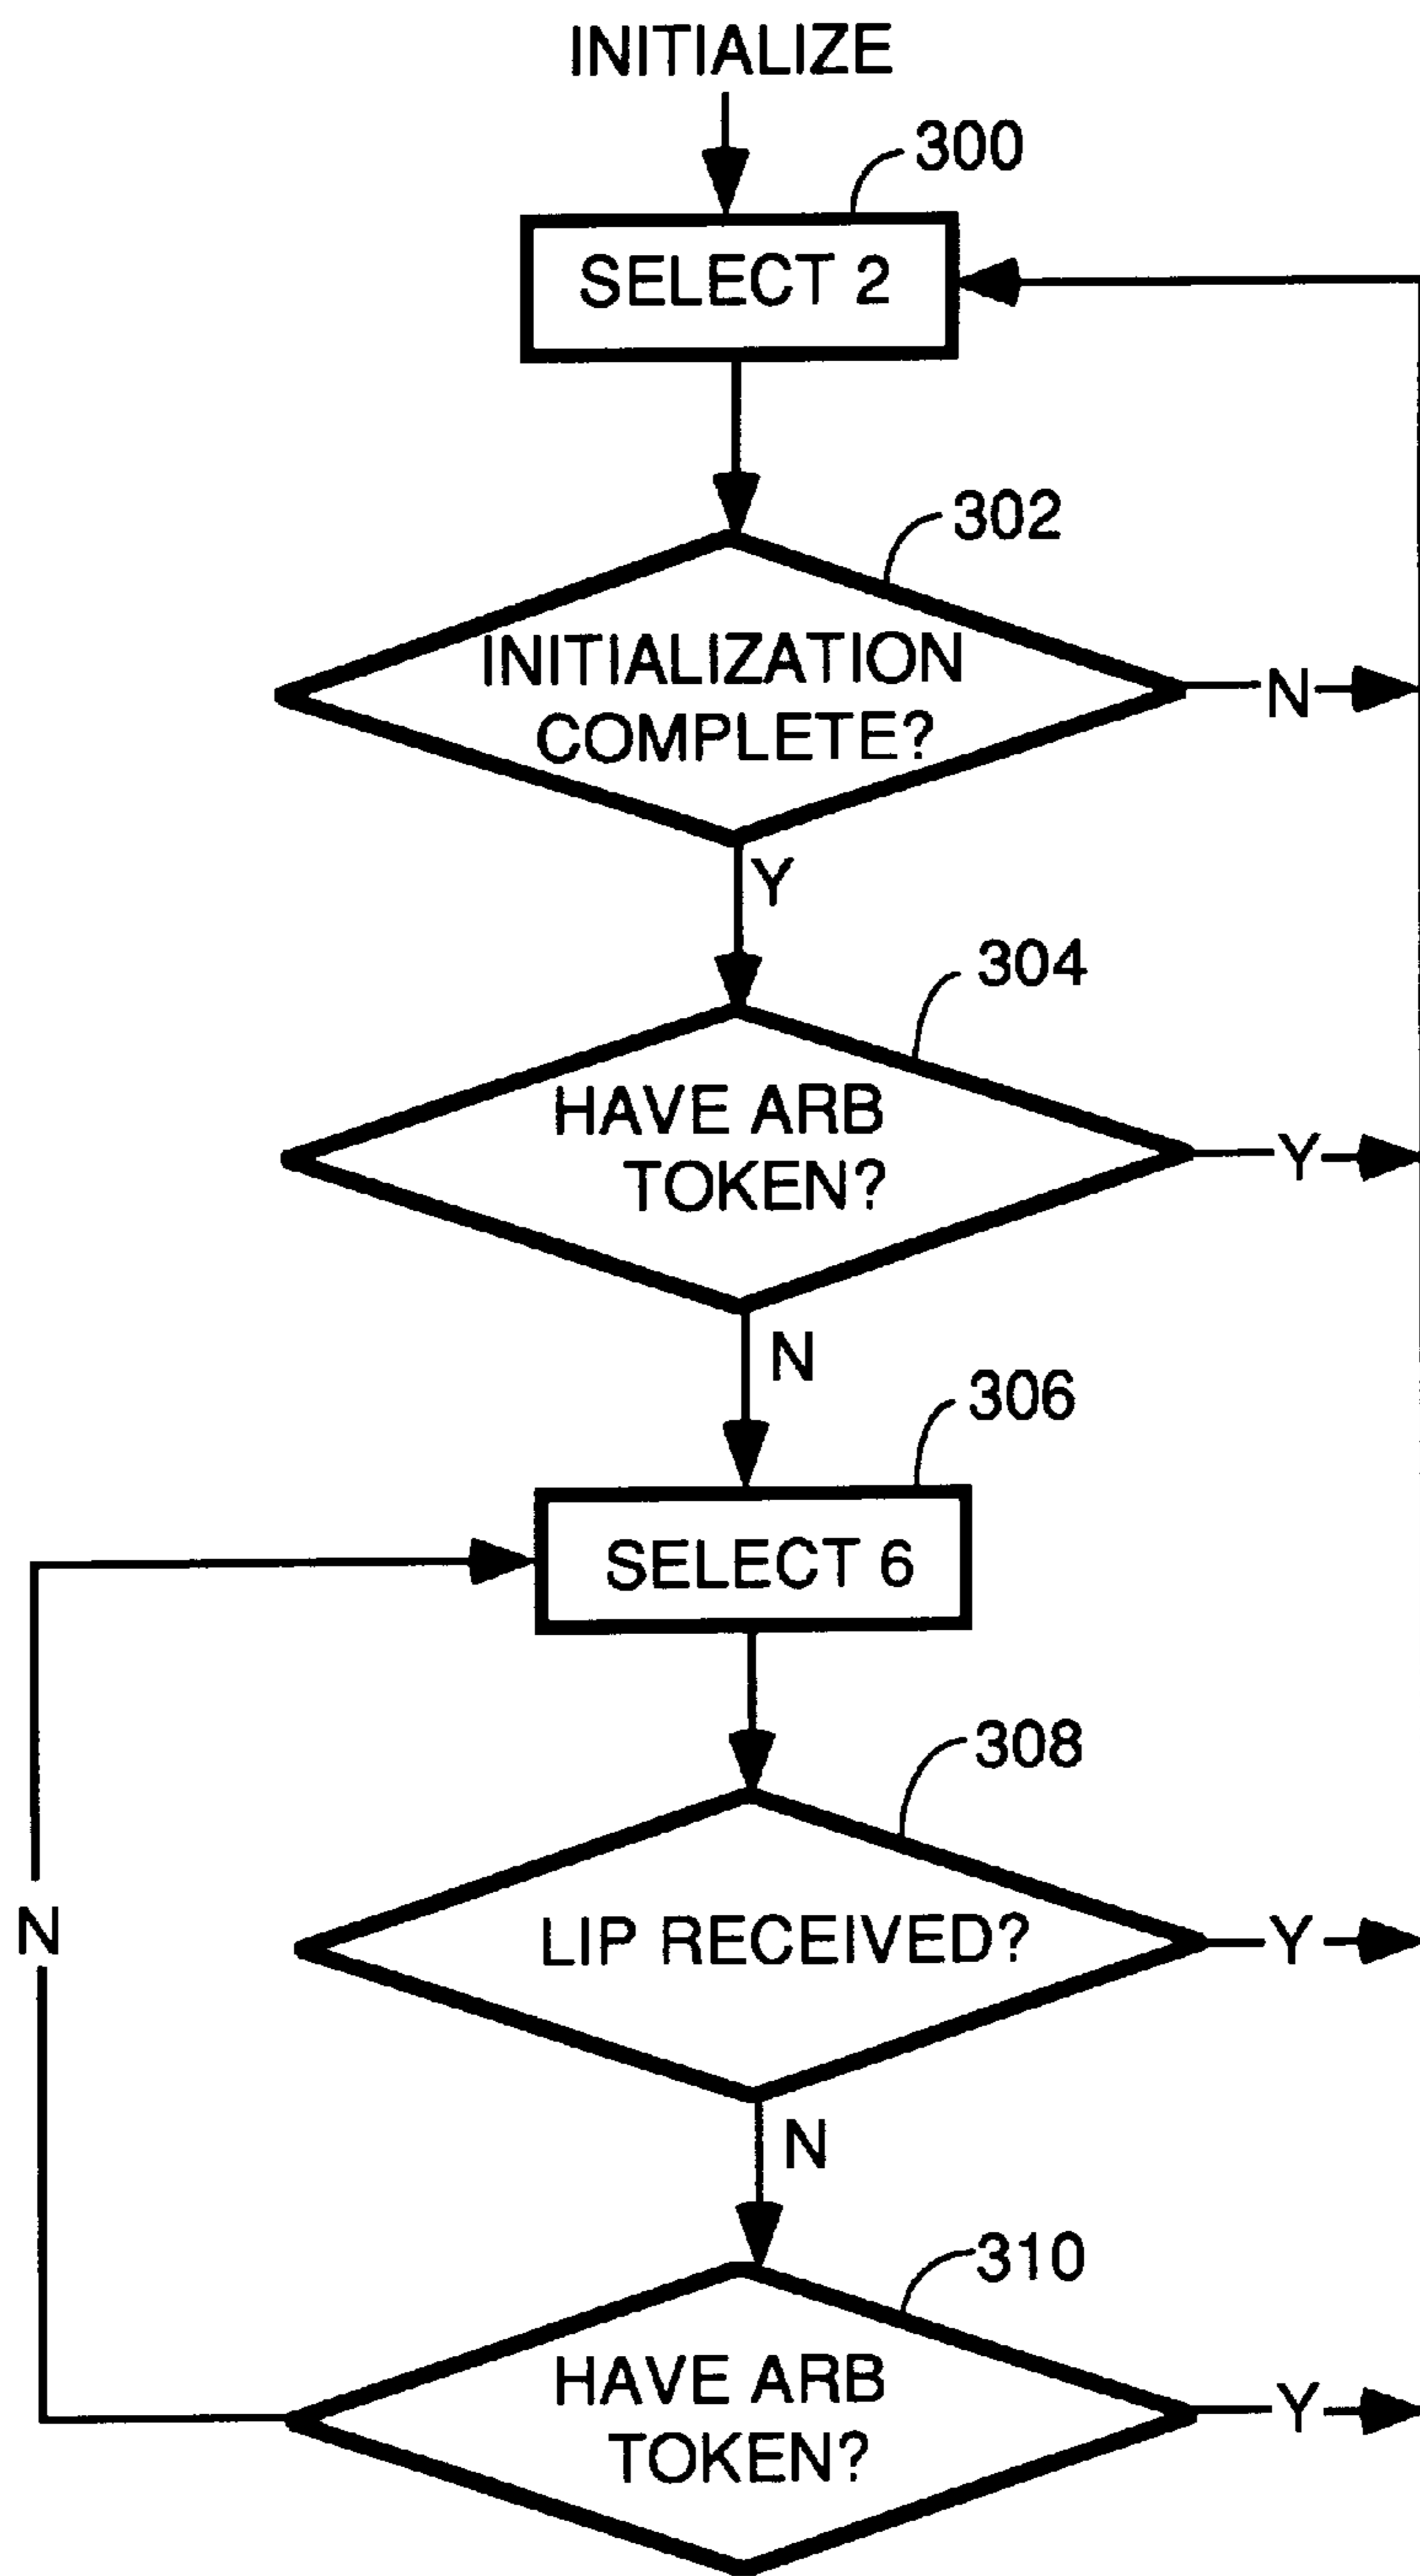 INITIALIZE
300
SELECT 2
302
INITIALIZATION
COMPLETE?
N
Y
304
HAVE ARB
TOKEN?
Y
N
306
SELECT 6
308
N
LIP RECEIVED?
Y
N
310
HAVE ARB
TOKEN?
Y